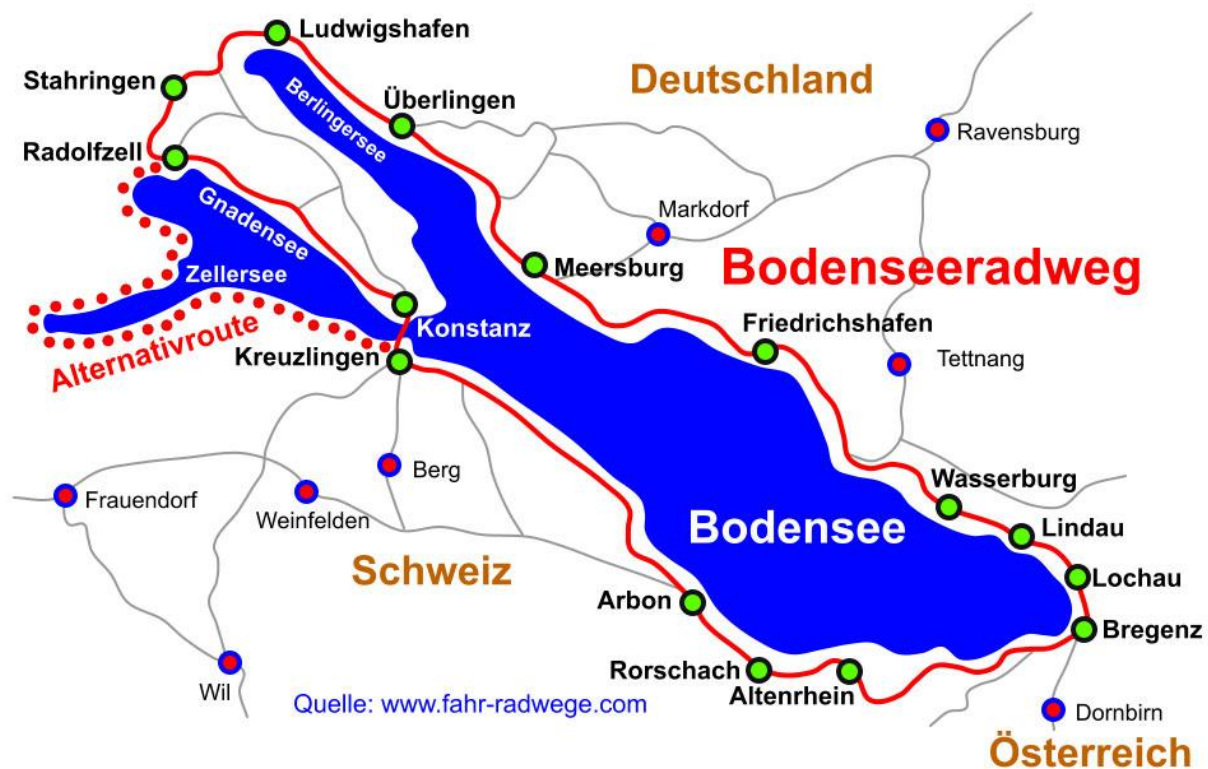 Ludwigshafen
Deutschland
Stahringen
Überlingen
Berlingersee
Ravensburg
Radolfzell
Gnadensee
Markdorf
Zellersee
Meersburg
Bodenseeradweg
Konstanz
Friedrichshafen
Alternativroute
Kreuzlingen
Tettnang
Berg
Wasserburg
Frauendorf
Weinfelden
Bodensee
Lindau
Schweiz
Lochau
Arbon
Bregenz
Rorschach
Altenrhein
Wil
Quelle: www.fahr-radwege.com
Dornbirn
Österreich